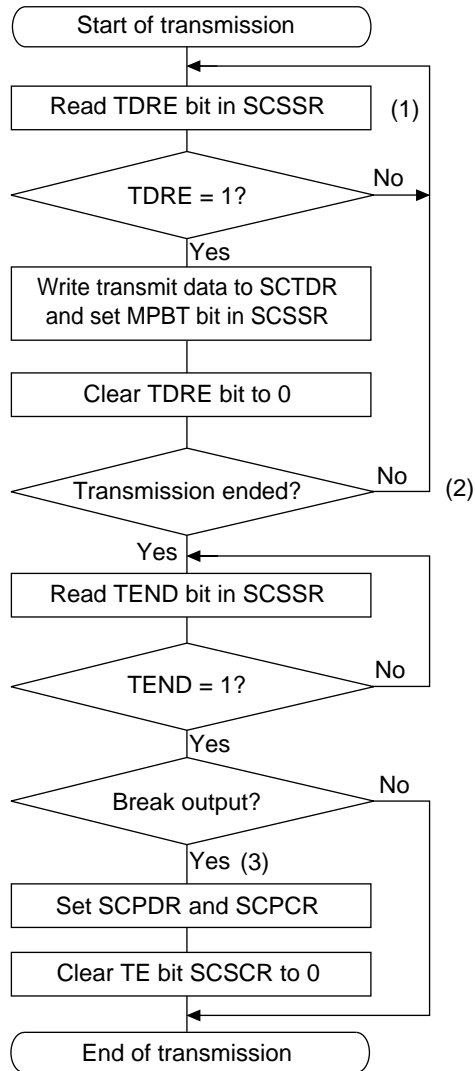 Start of transmission
Read TDRE bit in SCSSR
(1)
TDRE = 1?
No
Yes
Write transmit data to SCTDR
and set MPBT bit in SCSSR
Clear TDRE bit to 0
Transmission ended?
No
(2)
Yes
Read TEND bit in SCSSR
TEND = 1?
No
Yes
Break output?
No
Yes (3)
Set SCPDR and SCPCR
Clear TE bit SCSCR to 0
End of transmission